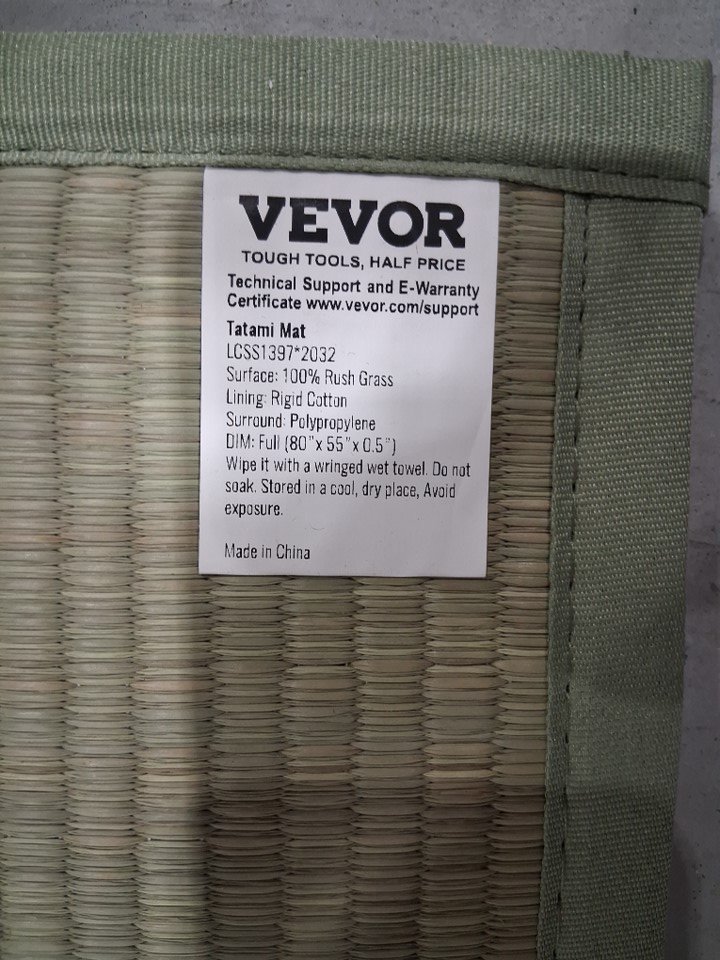 VEVOR
TOUGH TOOLS, HALF PRICE
Technical Support and E-Warranty
Certificate www.vevor.com/support
Tatami Mat
LCSS1397*2032
Surface: 100% Rush Grass
Lining: Rigid Cotton
Surround: Polypropylene
DIM: Full (80"x 55"x 0.5")
Wipe it with a wringed wet towel. Do not
soak. Stored in a cool, dry place, Avoid
exposure.
Made in China